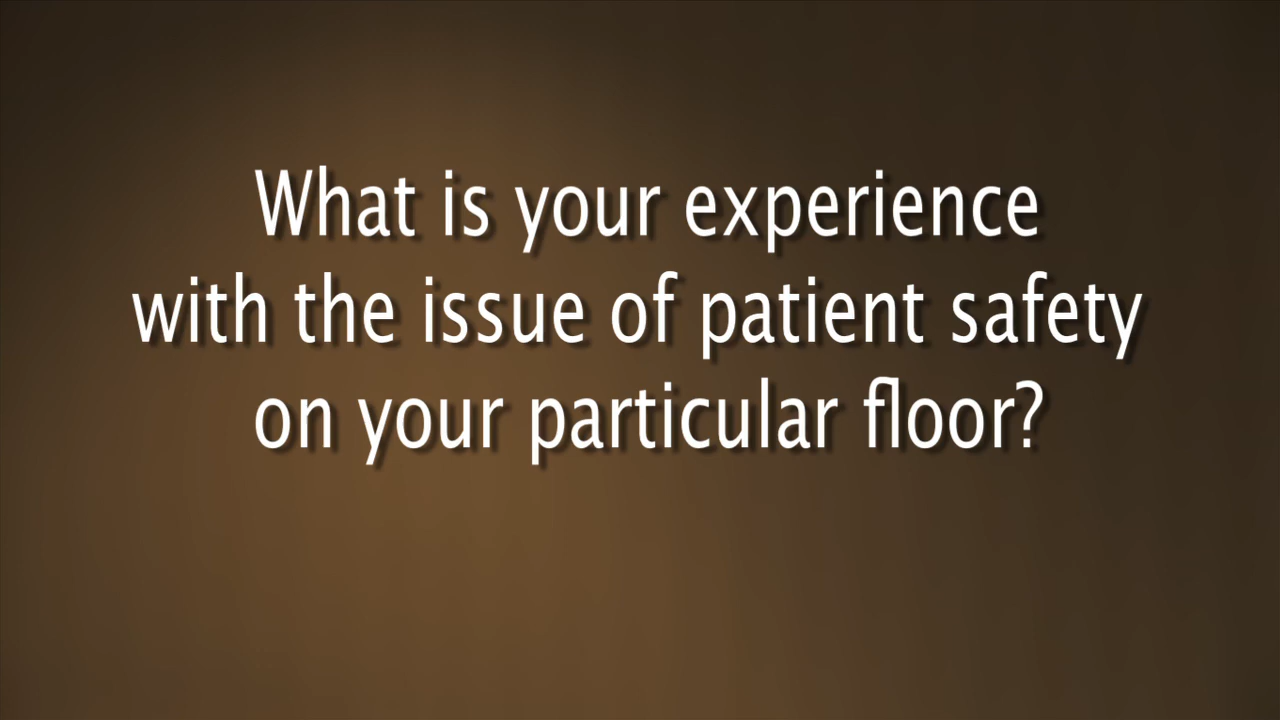 What is your experience
with the issue of patient safety
on your particular floor?